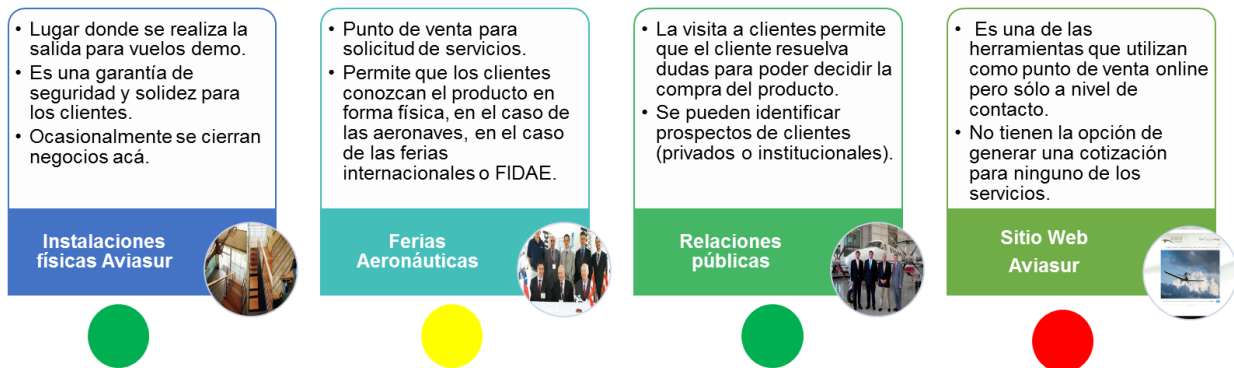 • Lugar donde se realiza la
salida para vuelos demo.
• Es una garantía de
seguridad y solidez para
los clientes.
• Ocasionalmente se cierran
negocios acá.
Instalaciones
físicas Aviasur
• Punto de venta para
solicitud de servicios.
• Permite que los clientes
conozcan el producto en
forma física, en el caso de
las aeronaves, en el caso
de las ferias
internacionales o FIDAE.
Ferias
Aeronáuticas
• La visita a clientes permite
que el cliente resuelva
dudas para poder decidir la
compra del producto.
• Se pueden identificar
prospectos de clientes
(privados o institucionales).
Relaciones
públicas
• Es una de las
herramientas que utilizan
como punto de venta online
pero sólo a nivel de
contacto.
• No tienen la opción de
generar una cotización
para ninguno de los
servicios.
Sitio Web
Aviasur